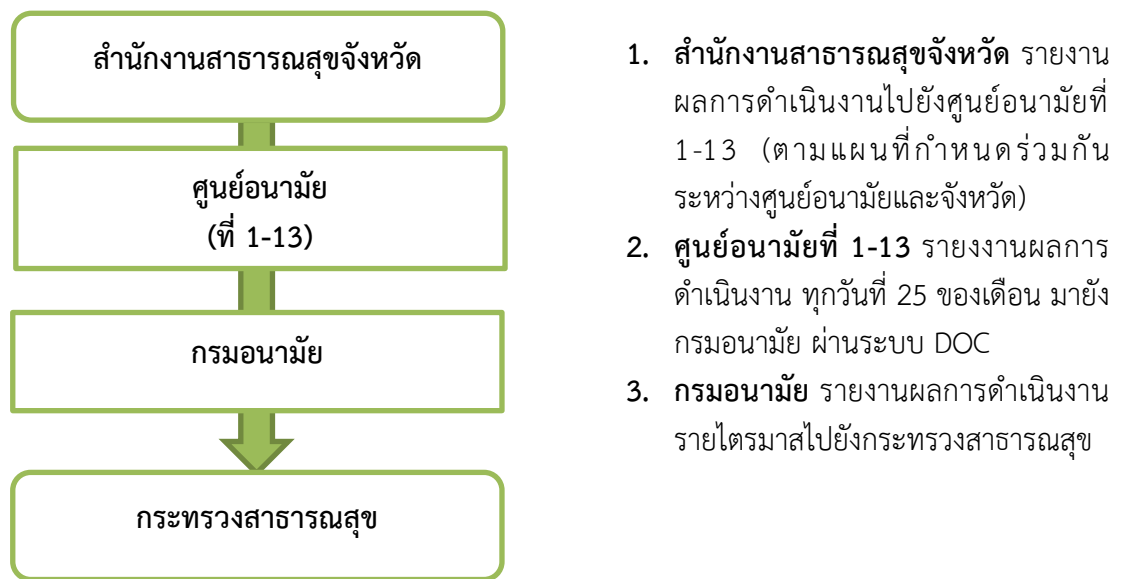 สำนักงานสาธารณสุขจังหวัด
ศูนย์อนามัย
(ที่ 1-13)
กรมอนามัย
กระทรวงสาธารณสุข
1. สำนักงานสาธารณสุขจังหวัด รายงาน
ผลการดำเนินงานไปยังศูนย์อนามัยที่
1-13 (ตามแผนที่กำหนดร่วมกัน
ระหว่างศูนย์อนามัยและจังหวัด)
2. ศูนย์อนามัยที่ 1-13 รายงงานผลการ
ดำเนินงาน ทุกวันที่ 25 ของเดือน มายัง
กรมอนามัย ผ่านระบบ DOC
3. กรมอนามัย รายงานผลการดำเนินงาน
รายไตรมาสไปยังกระทรวงสาธารณสุข